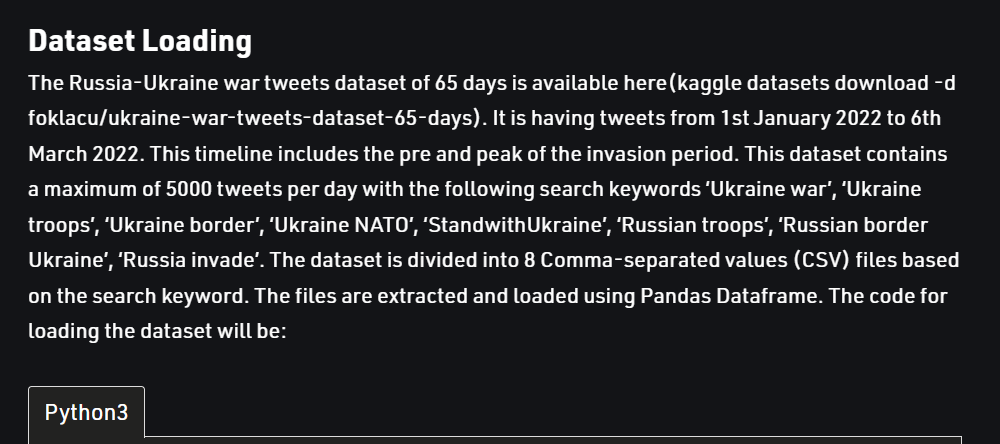 Dataset Loading
The Russia-Ukraine war tweets dataset of 65 days is available here(kaggle datasets download -d
foklacu/ukraine-war-tweets-dataset-65-days). It is having tweets from 1st January 2022 to 6th
March 2022. This timeline includes the pre and peak of the invasion period. This dataset contains
a maximum of 5000 tweets per day with the following search keywords ‘Ukraine war’, ‘Ukraine
troops’, ‘Ukraine border’, ‘Ukraine NATO’, ‘StandwithUkraine’, ‘Russian troops’, ‘Russian border
Ukraine’, ‘Russia invade’. The dataset is divided into 8 Comma-separated values (CSV) files based
on the search keyword. The files are extracted and loaded using Pandas Dataframe. The code for
loading the dataset will be:
Python3